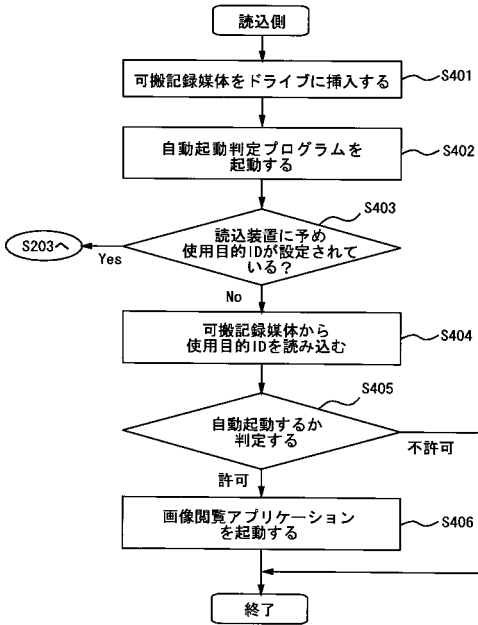 読込側
可搬記録媒体をドライブに挿入する
S401
自動起動判定プログラムを
起動する
S402
S403
読込装置に予め
使用目的IDが設定されて
いる?
S203へ
Yes
No
可搬記録媒体から
使用目的IDを読み込む
S404
S405
自動起動するか
判定する
不許可
許可
画像閲覧アプリケーション
を起動する
S406
終了